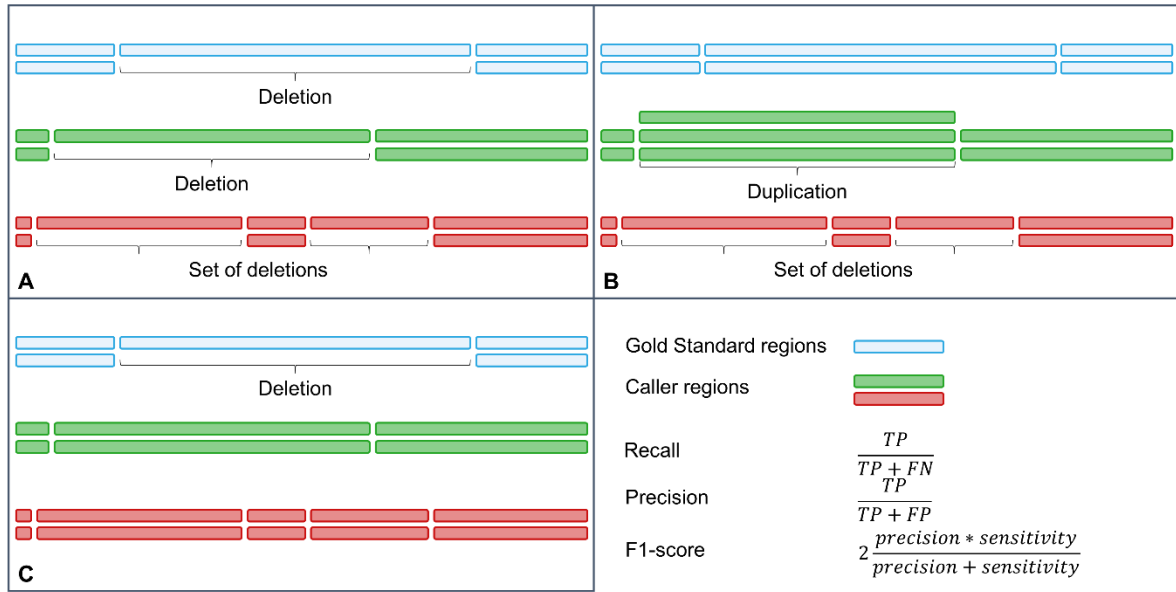 Deletion
Deletion
Set of deletions
A
Duplication
Set of deletions
B
Deletion
C
Gold Standard regions
Caller regions
Recall TP / TP + FN
Precision TP / TP + FP
F1-score 2 precision * sensitivity / precision + sensitivity